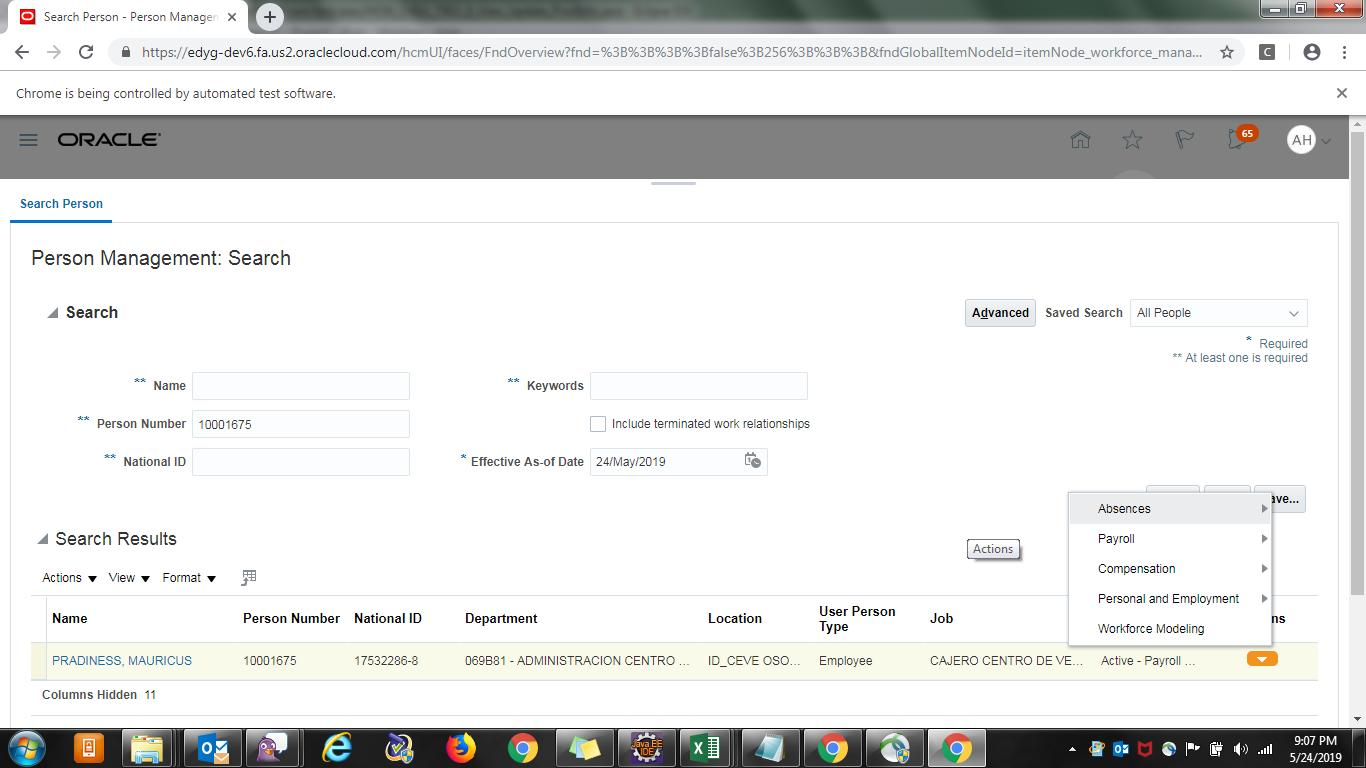 Search Person - Person Managem
https://edyg-dev6.fa.us2.oraclecloud.com/hcmUI/faces/FndOverview?fnd=%3B%3B%3B%3Bfalse%3B256%3B%3B%3B&fndGlobalItemNodeId=itemNode_workforce_mana...
C
Chrome is being controlled by automated test software.
ORACLE
65
AH
Search Person
Person Management: Search
Search
Advanced
Saved Search
All People
* Required
** At least one is required
** Name
** Keywords
** Person Number
10001675
Include terminated work relationships
** National ID
* Effective As-of Date
24/May/2019
ave...
Absences
Payroll
Compensation
Personal and Employment
Workforce Modeling
Search Results
Actions
Actions
View
Format
Name
Person Number
National ID
Department
Location
User Person Type
Job
ns
PRADINESS, MAURICUS
10001675
17532286-8
069B81 - ADMINISTRACION CENTRO ...
ID_CEVE OSO...
Employee
CAJERO CENTRO DE VE...
Active - Payroll ...
Columns Hidden 11
Java EE
IDE
9:07 PM
5/24/2019